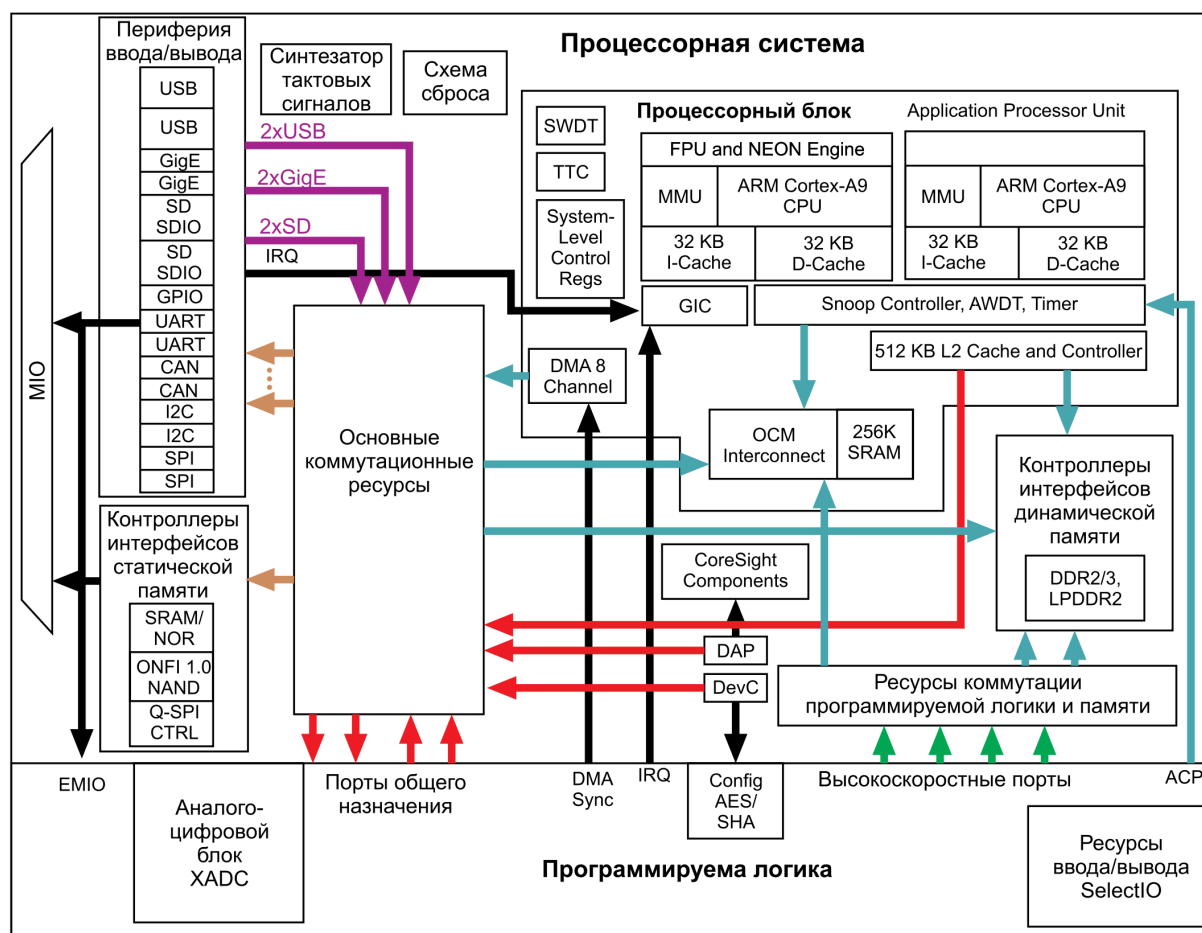 Процессорная система
Периферия
ввода/вывода
USB
USB
GigE
GigE
SD
SDIO
SD
SDIO
GPIO
UART
UART
CAN
CAN
I2C
I2C
SPI
SPI
MIO
Синтезатор
тактовых
сигналов
Схема
сброса
2xUSB
2xGigE
2xSD
IRQ
SWDT
TTC
System-
Level
Control
Regs
Процессорный блок
FPU and NEON Engine
MMU
ARM Cortex-A9
CPU
32 KB
I-Cache
32 KB
D-Cache
Application Processor Unit
MMU
ARM Cortex-A9
CPU
32 KB
I-Cache
32 KB
D-Cache
GIC
Snoop Controller, AWDT, Timer
512 KB L2 Cache and Controller
DMA 8
Channel
OCM
Interconnect
256K
SRAM
Основные
коммутационные
ресурсы
Контроллеры
интерфейсов
динамической
памяти
DDR2/3,
LPDDR2
Контроллеры
интерфейсов
статической
памяти
SRAM/
NOR
ONFI 1.0
NAND
Q-SPI
CTRL
CoreSight
Components
DAP
DevC
Ресурсы коммутации
программируемой логики и памяти
EMIO
Аналого-
цифровой
блок
XADC
Порты общего
назначения
DMA
Sync
IRQ
Config
AES/
SHA
Высокоскоростные порты
ACP
Программируема логика
Ресурсы
ввода/вывода
SelectIO